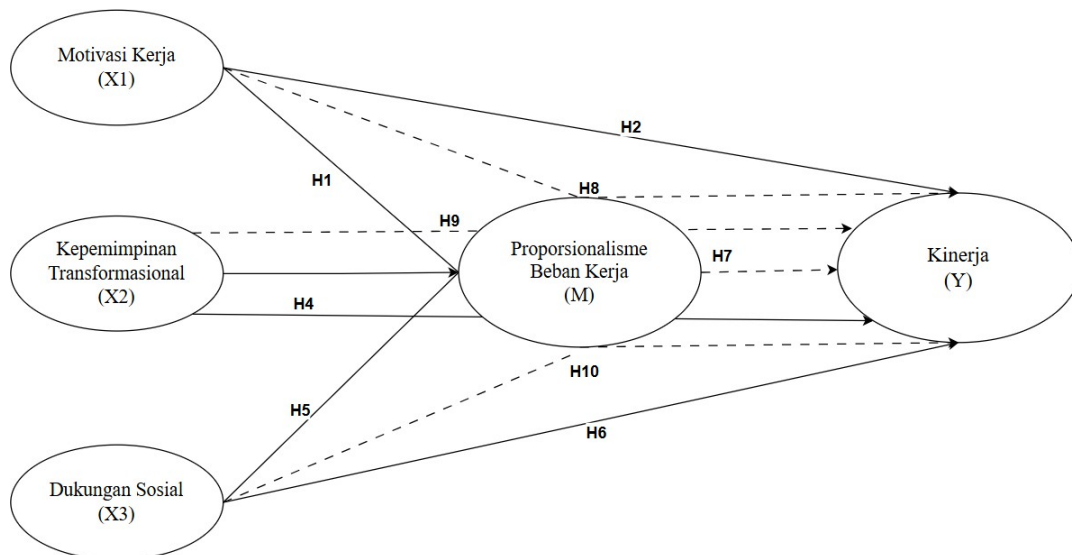 Motivasi Kerja
(X1)
H2
H1
H8
H9
Kepemimpinan
Transformasional
(X2)
Proporsionalisme
Beban Kerja
(M)
H7
Kinerja
(Y)
H4
H10
H5
H6
Dukungan Sosial
(X3)